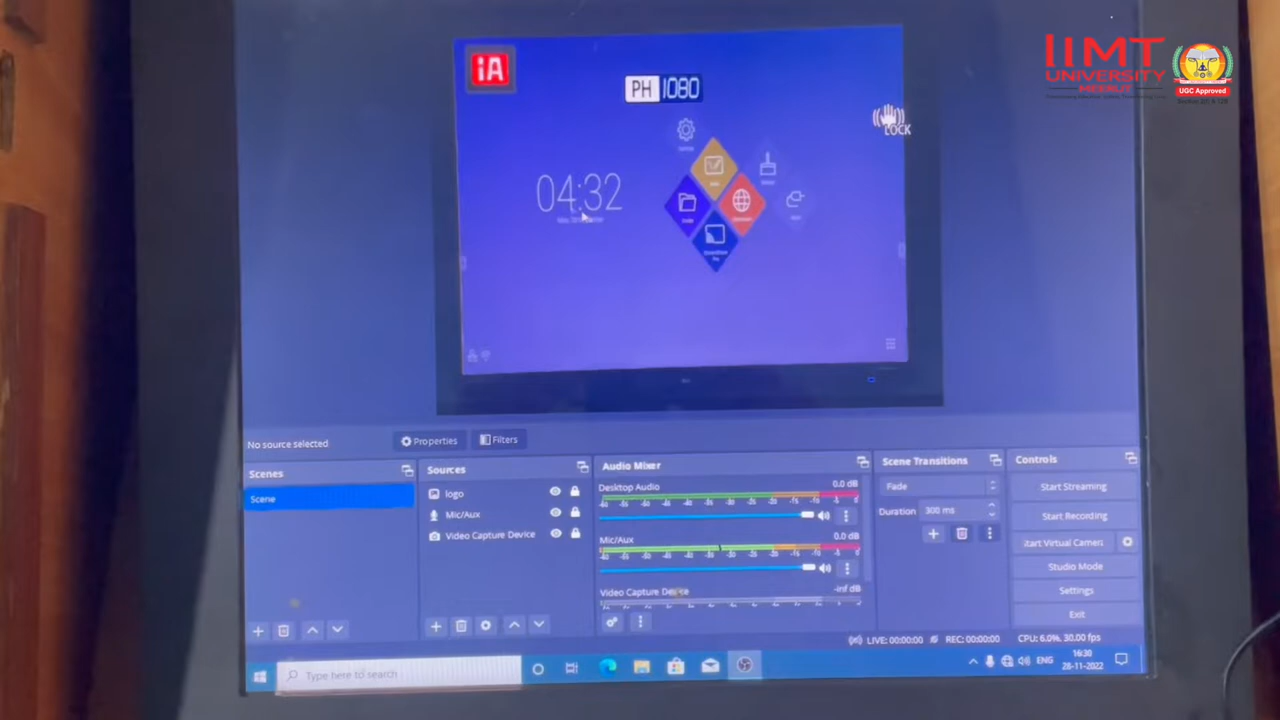 IIMT
UNIVERSITY
MEERUT
UGC Approved
iA
PH 1080
LOCK
04:32
No source selected
Properties
Filters
Scenes
Scene
Sources
logo
Mic/Aux
Video Capture Device
Audio Mixer
Desktop Audio
0.0 dB
Mic/Aux
0.0 dB
Video Capture Device
-inf dB
Scene Transitions
Fade
Duration 300 ms
Controls
Start Streaming
Start Recording
Start Virtual Camera
Studio Mode
Settings
Exit
LIVE: 00:00:00 REC: 00:00:00 CPU: 6.0%, 30.00 fps
Type here to search
ENG
16:30
28-11-2022